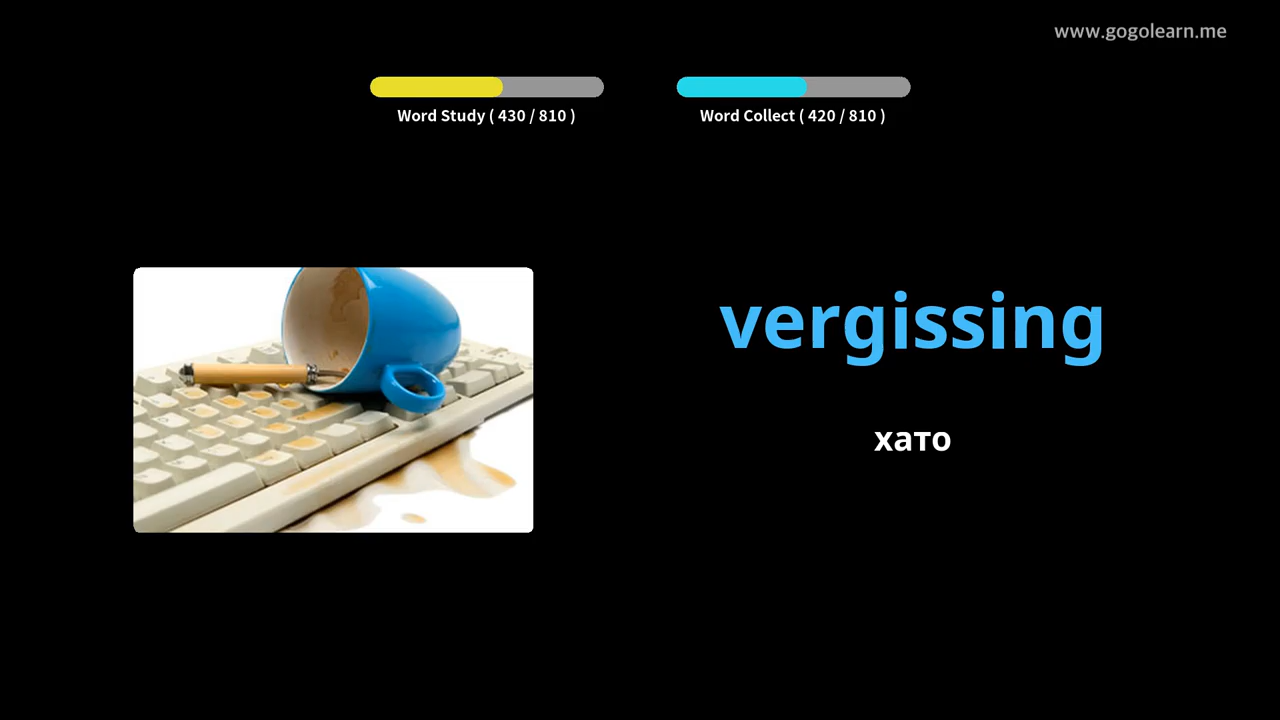 www.gogolearn.me
Word Study ( 430 / 810 )
Word Collect ( 420 / 810 )
vergissing
хато